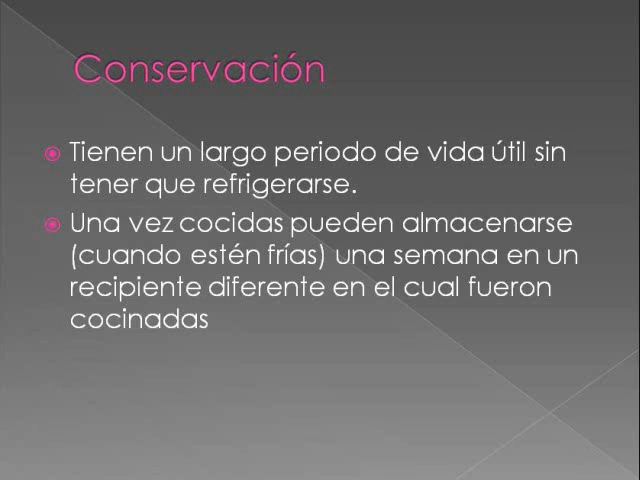 Conservación
Tienen un largo periodo de vida útil sin
tener que refrigerarse.
Una vez cocidas pueden almacenarse
(cuando estén frías) una semana en un
recipiente diferente en el cual fueron
cocinadas